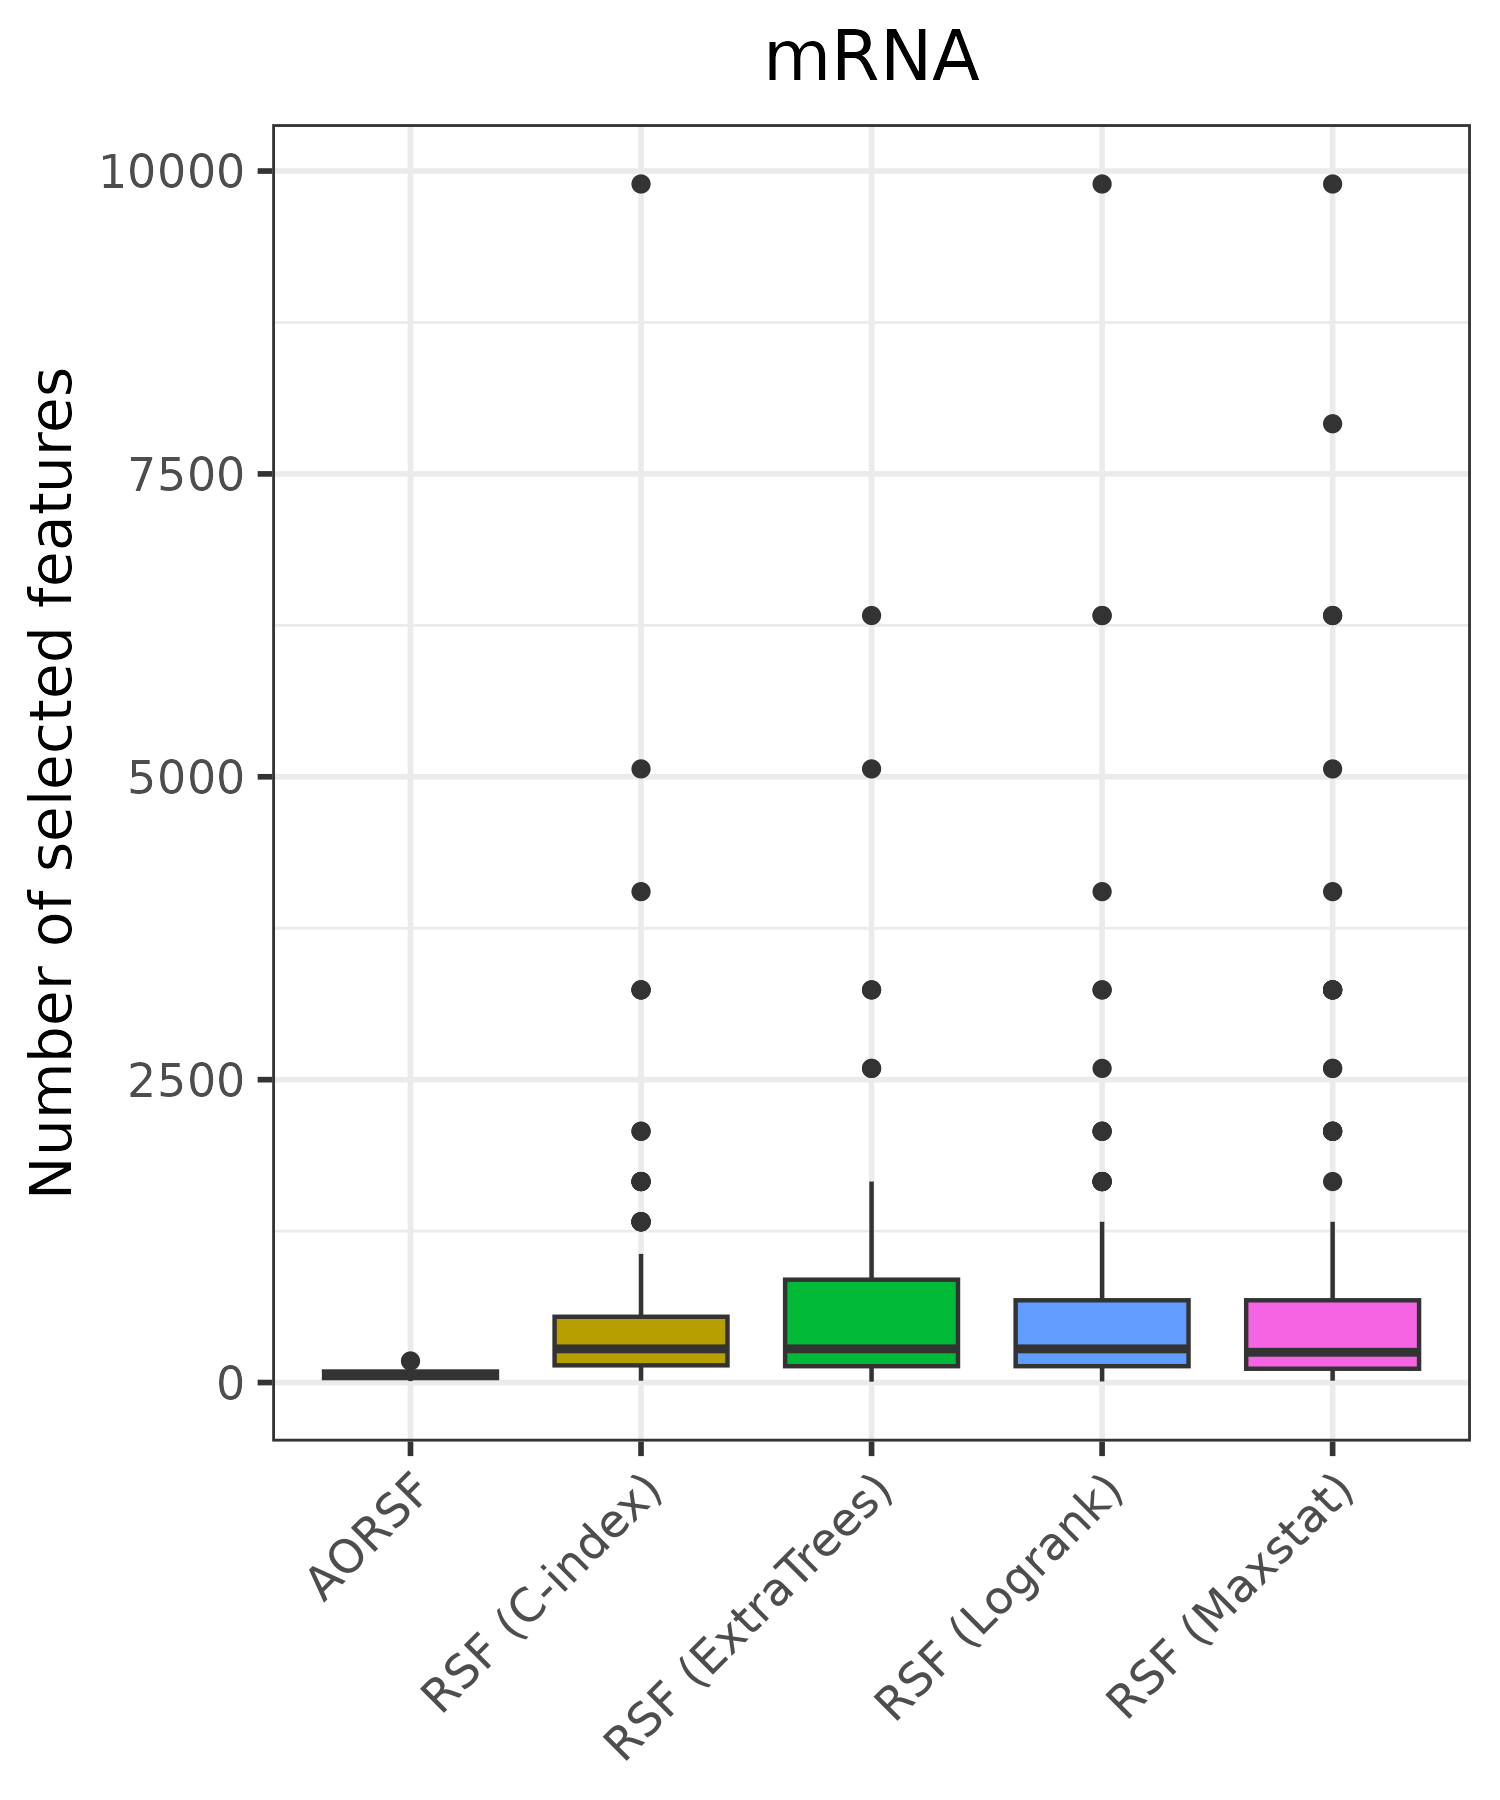 mRNA
Number of selected features
10000
7500
5000
2500
0
AORSF
RSF (C-index)
RSF (ExtraTrees)
RSF (Logrank)
RSF (Maxstat)